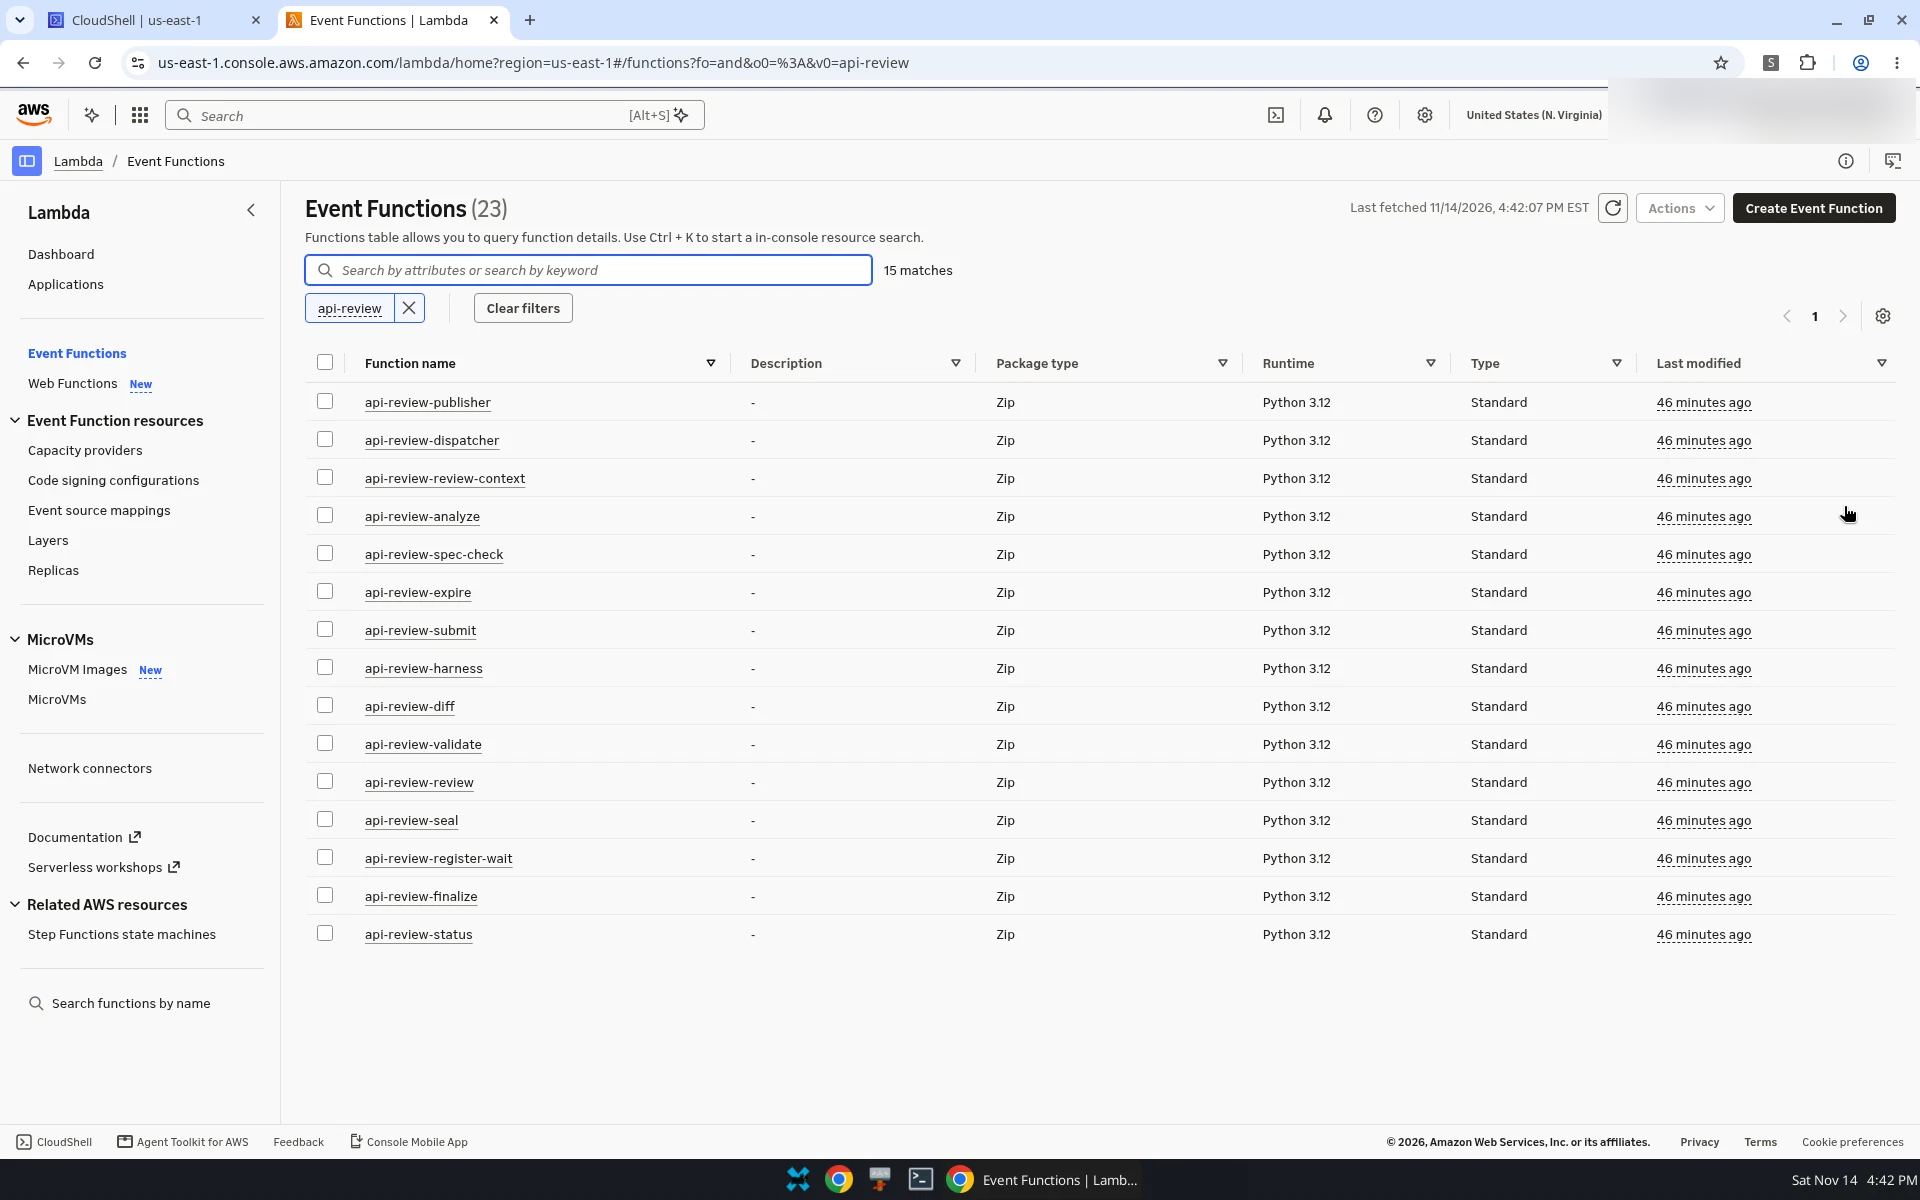 CloudShell | us-east-1
Event Functions | Lambda
us-east-1.console.aws.amazon.com/lambda/home?region=us-east-1#/functions?fo=and&o0=%3A&v0=api-review
S
aws
Search
[Alt+S]
United States (N. Virginia)
Lambda / Event Functions
Lambda
Dashboard
Applications
Event Functions
Web Functions New
Event Function resources
Capacity providers
Code signing configurations
Event source mappings
Layers
Replicas
MicroVMs
MicroVM Images New
MicroVMs
Network connectors
Documentation
Serverless workshops
Related AWS resources
Step Functions state machines
Search functions by name
Event Functions (23)
Last fetched 11/14/2026, 4:42:07 PM EST
Actions
Create Event Function
Functions table allows you to query function details. Use Ctrl + K to start a in-console resource search.
Search by attributes or search by keyword
15 matches
api-review
Clear filters
1
Function name Description Package type Runtime Type Last modified
api-review-publisher - Zip Python 3.12 Standard 46 minutes ago
api-review-dispatcher - Zip Python 3.12 Standard 46 minutes ago
api-review-review-context - Zip Python 3.12 Standard 46 minutes ago
api-review-analyze - Zip Python 3.12 Standard 46 minutes ago
api-review-spec-check - Zip Python 3.12 Standard 46 minutes ago
api-review-expire - Zip Python 3.12 Standard 46 minutes ago
api-review-submit - Zip Python 3.12 Standard 46 minutes ago
api-review-harness - Zip Python 3.12 Standard 46 minutes ago
api-review-diff - Zip Python 3.12 Standard 46 minutes ago
api-review-validate - Zip Python 3.12 Standard 46 minutes ago
api-review-review - Zip Python 3.12 Standard 46 minutes ago
api-review-seal - Zip Python 3.12 Standard 46 minutes ago
api-review-register-wait - Zip Python 3.12 Standard 46 minutes ago
api-review-finalize - Zip Python 3.12 Standard 46 minutes ago
api-review-status - Zip Python 3.12 Standard 46 minutes ago
CloudShell
Agent Toolkit for AWS
Feedback
Console Mobile App
© 2026, Amazon Web Services, Inc. or its affiliates.
Privacy
Terms
Cookie preferences
Event Functions | Lamb...
Sat Nov 14 4:42 PM